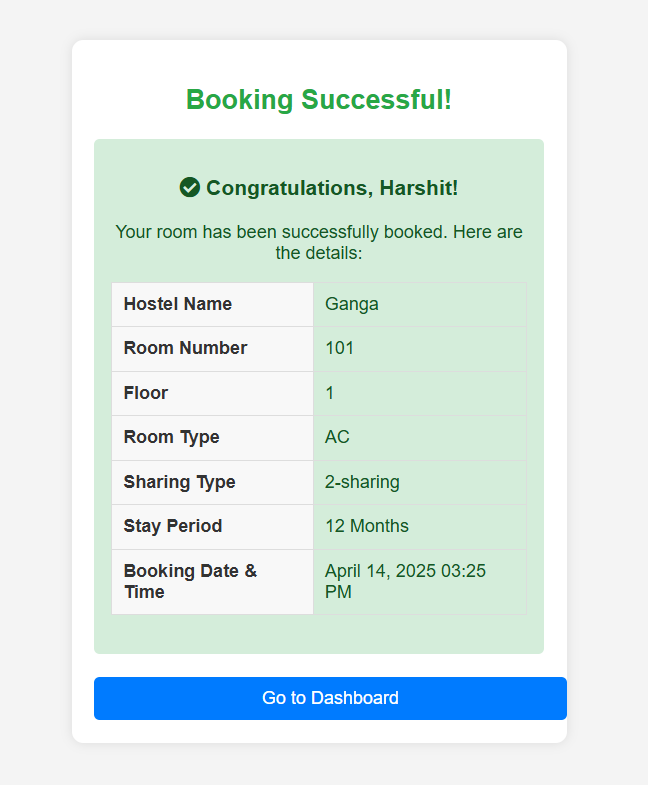 Booking Successful!
Congratulations, Harshit!
Your room has been successfully booked. Here are
the details:
Hostel Name Ganga
Room Number 101
Floor 1
Room Type AC
Sharing Type 2-sharing
Stay Period 12 Months
Booking Date &
Time
April 14, 2025 03:25
PM
Go to Dashboard